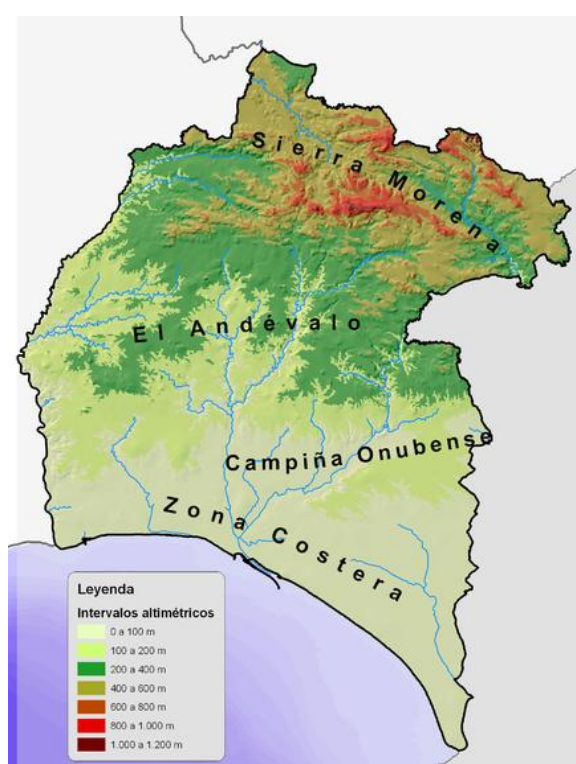 Sierra Morena
El Andévalo
Campiña Onubense
Zona Costera
Leyenda
Intervalos altimétricos
0 a 100 m
100 a 200 m
200 a 400 m
400 a 600 m
600 a 800 m
800 a 1.000 m
1.000 a 1.200 m